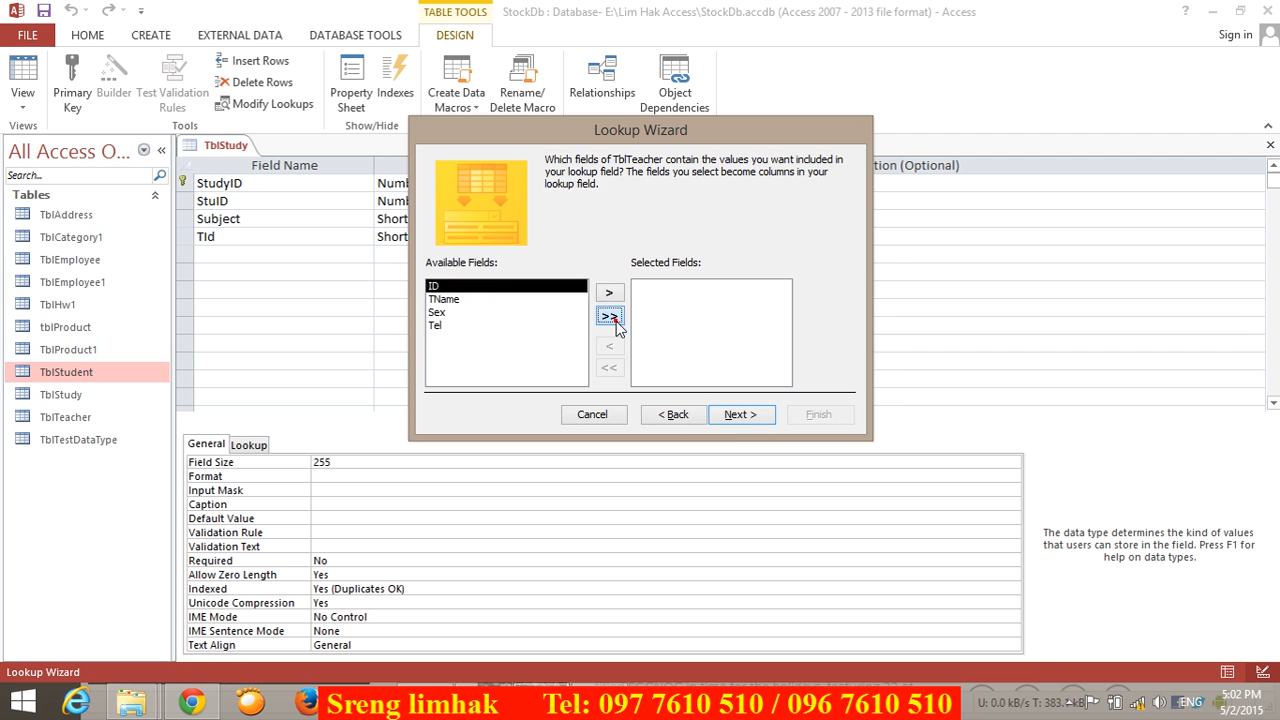 TABLE TOOLS
StockDb : Database- E:\Lim Hak Access\StockDb.accdb (Access 2007 - 2013 file format) - Access
FILE HOME CREATE EXTERNAL DATA DATABASE TOOLS DESIGN Sign in
View
Primary Key
Builder
Test Validation Rules
Insert Rows
Delete Rows
Modify Lookups
Property Sheet
Indexes
Create Data Macros
Rename/ Delete Macro
Relationships
Object Dependencies
Views Tools Show/Hide
All Access O...
Search...
Tables
TblAddress
TblCategory1
TblEmployee
TblEmployee1
TblHw1
tblProduct
TblProduct1
TblStudent
TblStudy
TblTeacher
TblTestDataType
TblStudy
Field Name
tion (Optional)
StudyID Numb
StuID Numb
Subject Short
TId Short
Lookup Wizard
Which fields of TblTeacher contain the values you want included in
your lookup field? The fields you select become columns in your
lookup field.
Available Fields: Selected Fields:
ID
TName
Sex
Tel
>
>>
<
<<
Cancel < Back Next > Finish
General Lookup
Field Size 255
Format
Input Mask
Caption
Default Value
Validation Rule
Validation Text
Required No
Allow Zero Length Yes
Indexed Yes (Duplicates OK)
Unicode Compression Yes
IME Mode No Control
IME Sentence Mode None
Text Align General
The data type determines the kind of values
that users can store in the field. Press F1 for
help on data types.
Lookup Wizard
Sreng limhak Tel: 097 7610 510 / 096 7610 510
U: 0.0 kB/s T: 383. kB
ENG
5:02 PM
5/2/2015